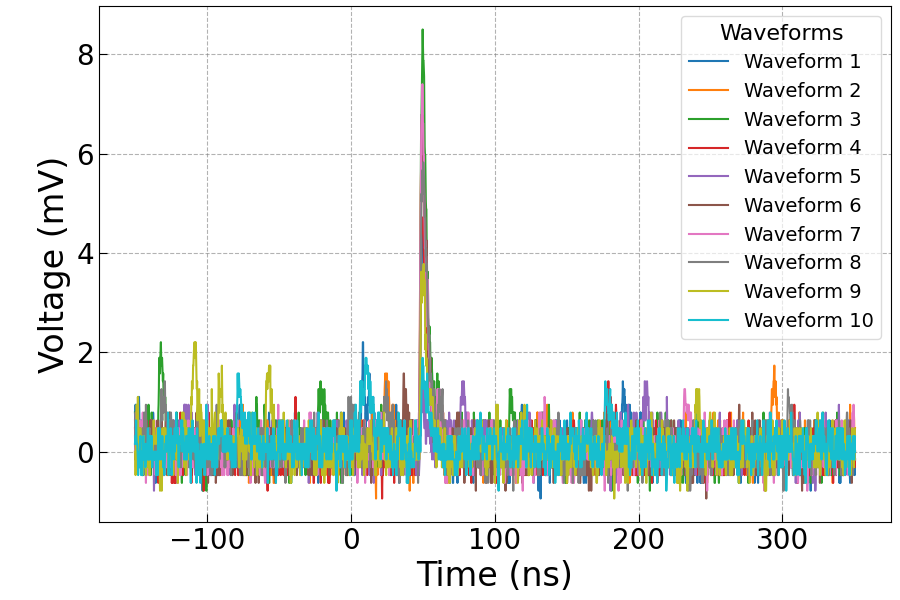 Voltage (mV)
8
6
4
2
0
−100
0
100
200
300
Time (ns)
Waveforms
Waveform 1
Waveform 2
Waveform 3
Waveform 4
Waveform 5
Waveform 6
Waveform 7
Waveform 8
Waveform 9
Waveform 10